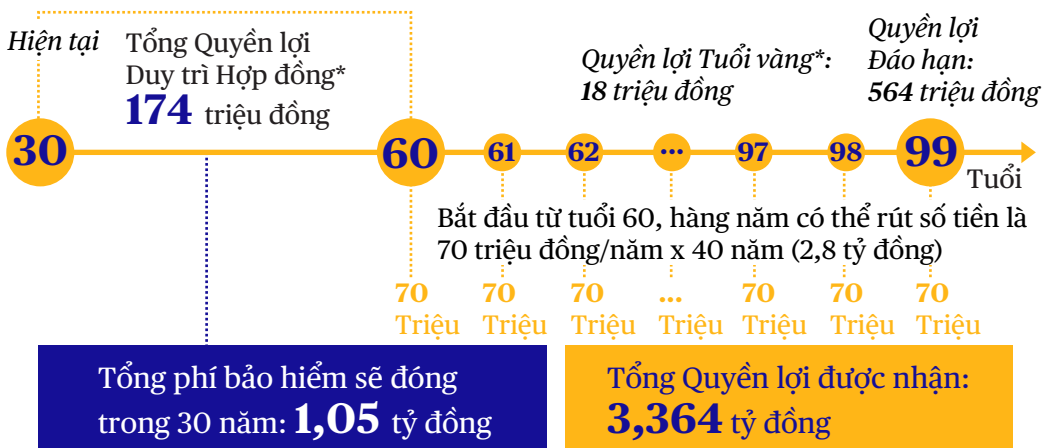 Hiện tại
Tổng Quyền lợi
Duy trì Hợp đồng*
174 triệu đồng
Quyền lợi Tuổi vàng*:
18 triệu đồng
Quyền lợi
Đáo hạn:
564 triệu đồng
30 60 61 62 ... 97 98 99
Tuổi
Bắt đầu từ tuổi 60, hàng năm có thể rút số tiền là
70 triệu đồng/năm x 40 năm (2,8 tỷ đồng)
70 70 70 ... 70 70 70
Triệu Triệu Triệu Triệu Triệu Triệu Triệu
Tổng phí bảo hiểm sẽ đóng
trong 30 năm: 1,05 tỷ đồng
Tổng Quyền lợi được nhận:
3,364 tỷ đồng